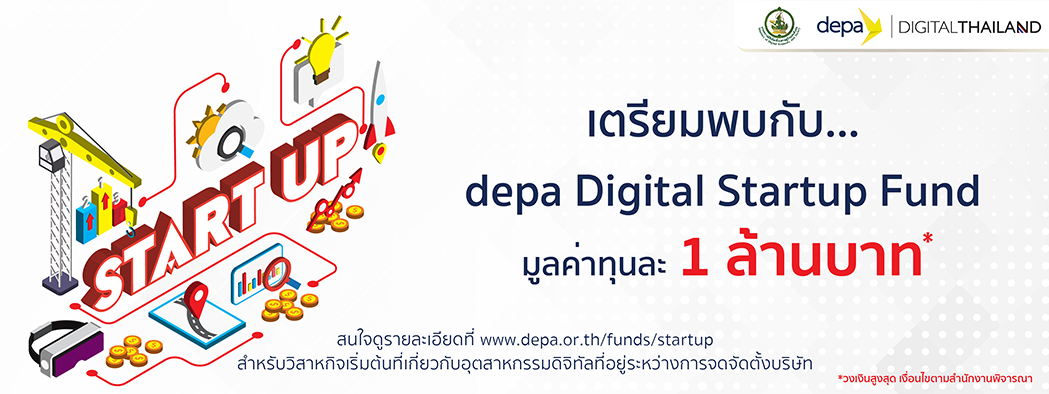 depa
DIGITALTHAILAND
START UP
เตรียมพบกับ...
depa Digital Startup Fund
มูลค่าทุนละ 1 ล้านบาท*
สนใจดูรายละเอียดที่ www.depa.or.th/funds/startup
สำหรับวิสาหกิจเริ่มต้นที่เกี่ยวกับอุตสาหกรรมดิจิทัลที่อยู่ระหว่างการจดจัดตั้งบริษัท
*วงเงินสูงสุด เงื่อนไขตามสำนักงานพิจารณา